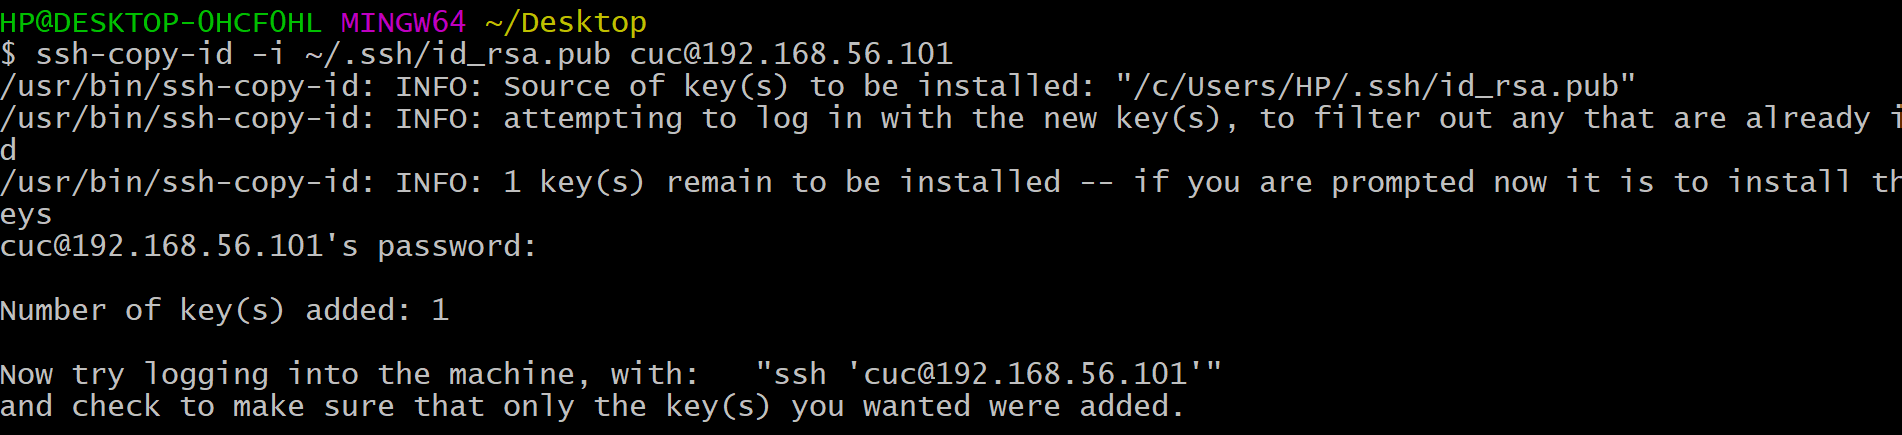 HP@DESKTOP-0HCF0HL MINGW64 ~/Desktop
$ ssh-copy-id -i ~/.ssh/id_rsa.pub cuc@192.168.56.101
/usr/bin/ssh-copy-id: INFO: Source of key(s) to be installed: "/c/Users/HP/.ssh/id_rsa.pub"
/usr/bin/ssh-copy-id: INFO: attempting to log in with the new key(s), to filter out any that are already i
d
/usr/bin/ssh-copy-id: INFO: 1 key(s) remain to be installed -- if you are prompted now it is to install th
eys
cuc@192.168.56.101's password:
Number of key(s) added: 1
Now try logging into the machine, with:   "ssh 'cuc@192.168.56.101'"
and check to make sure that only the key(s) you wanted were added.